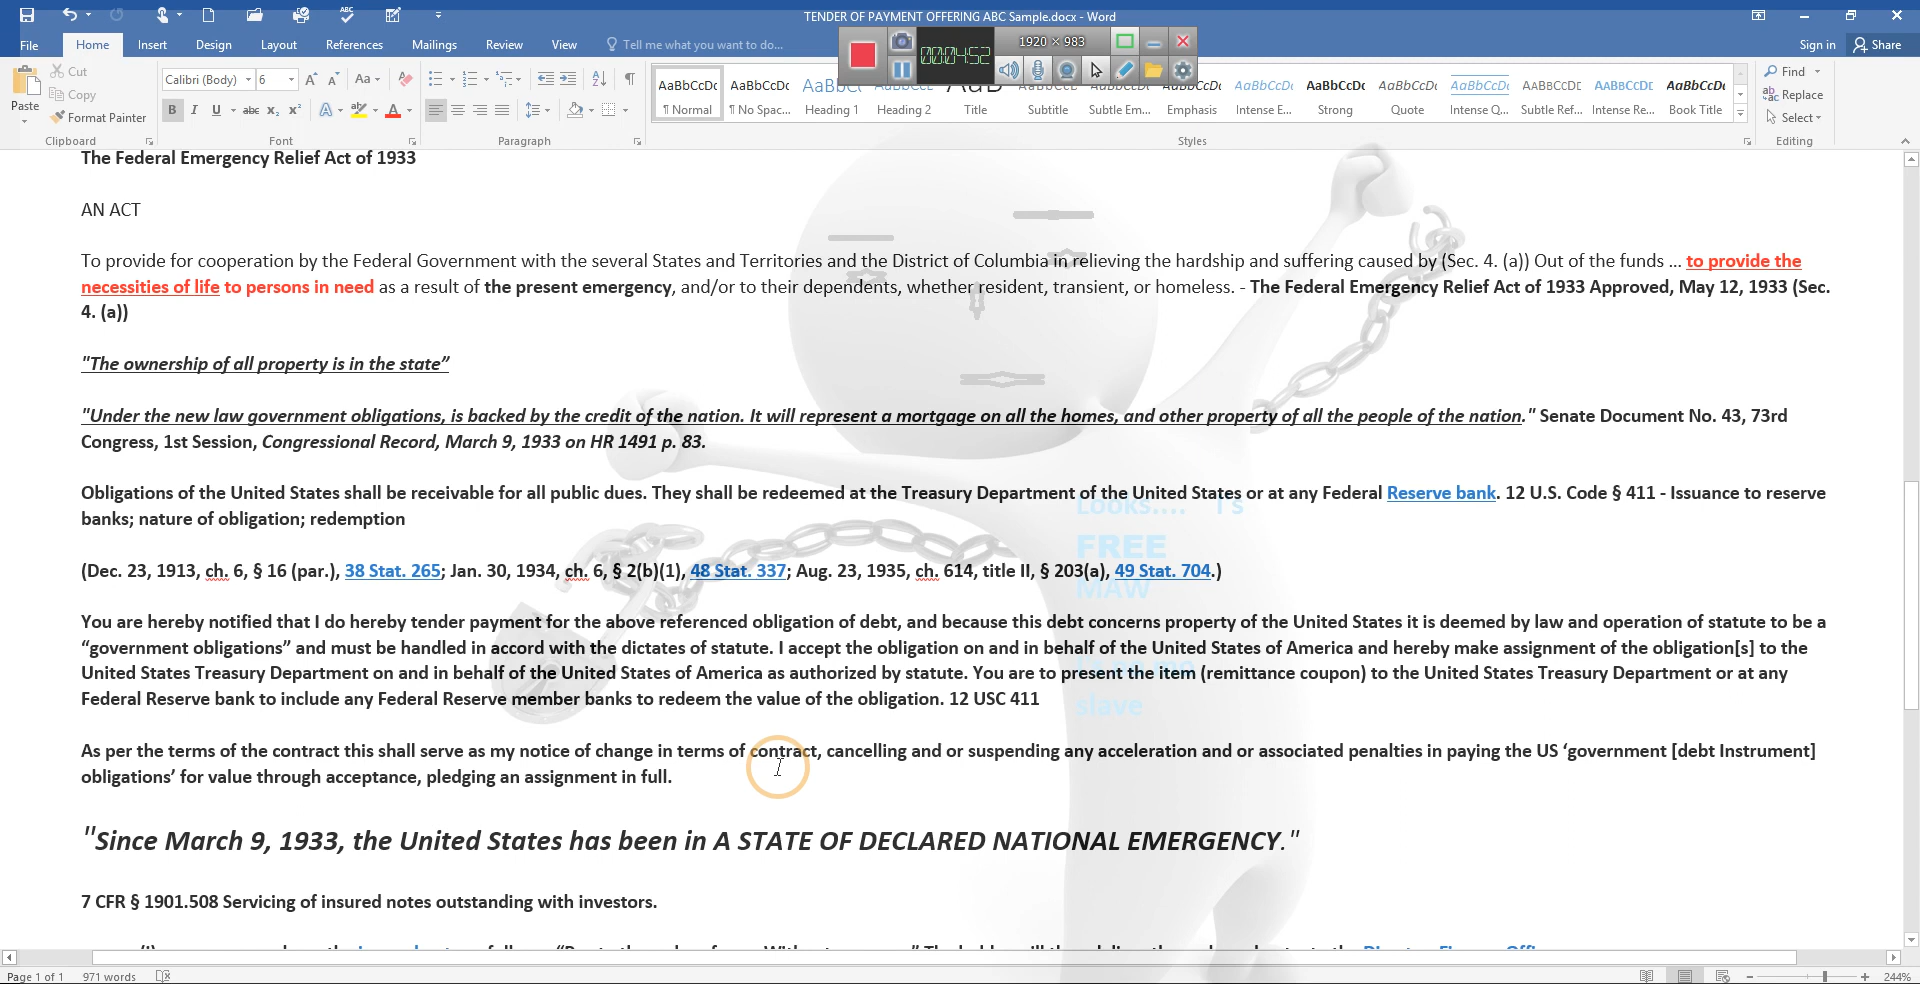 TENDER OF PAYMENT OFFERING ABC Sample.docx - Word
File Home Insert Design Layout References Mailings Review View Tell me what you want to do...
Sign in Share
00:04:52
1920 × 983
Paste
Cut
Copy
Format Painter
Clipboard
Calibri (Body) 6
Font
Paragraph
AaBbCcDc AaBbCcDc
¶ Normal ¶ No Spac... Heading 1 Heading 2 Title Subtitle Subtle Em... Emphasis Intense E... Strong Quote Intense Q... Subtle Ref... Intense Re... Book Title
Styles
Find
Replace
Select
Editing
The Federal Emergency Relief Act of 1933
AN ACT
To provide for cooperation by the Federal Government with the several States and Territories and the District of Columbia in relieving the hardship and suffering caused by (Sec. 4. (a)) Out of the funds ... to provide the
necessities of life to persons in need as a result of the present emergency, and/or to their dependents, whether resident, transient, or homeless. - The Federal Emergency Relief Act of 1933 Approved, May 12, 1933 (Sec.
4. (a))
"The ownership of all property is in the state”
"Under the new law government obligations, is backed by the credit of the nation. It will represent a mortgage on all the homes, and other property of all the people of the nation." Senate Document No. 43, 73rd
Congress, 1st Session, Congressional Record, March 9, 1933 on HR 1491 p. 83.
Obligations of the United States shall be receivable for all public dues. They shall be redeemed at the Treasury Department of the United States or at any Federal Reserve bank. 12 U.S. Code § 411 - Issuance to reserve
banks; nature of obligation; redemption
(Dec. 23, 1913, ch. 6, § 16 (par.), 38 Stat. 265; Jan. 30, 1934, ch. 6, § 2(b)(1), 48 Stat. 337; Aug. 23, 1935, ch. 614, title II, § 203(a), 49 Stat. 704.)
FREE
MAW
You are hereby notified that I do hereby tender payment for the above referenced obligation of debt, and because this debt concerns property of the United States it is deemed by law and operation of statute to be a
“government obligations” and must be handled in accord with the dictates of statute. I accept the obligation on and in behalf of the United States of America and hereby make assignment of the obligation[s] to the
United States Treasury Department on and in behalf of the United States of America as authorized by statute. You are to present the item (remittance coupon) to the United States Treasury Department or at any
Federal Reserve bank to include any Federal Reserve member banks to redeem the value of the obligation. 12 USC 411
slave
As per the terms of the contract this shall serve as my notice of change in terms of contract, cancelling and or suspending any acceleration and or associated penalties in paying the US ‘government [debt Instrument]
obligations’ for value through acceptance, pledging an assignment in full.
"Since March 9, 1933, the United States has been in A STATE OF DECLARED NATIONAL EMERGENCY."
7 CFR § 1901.508 Servicing of insured notes outstanding with investors.
Page 1 of 1 971 words
244%